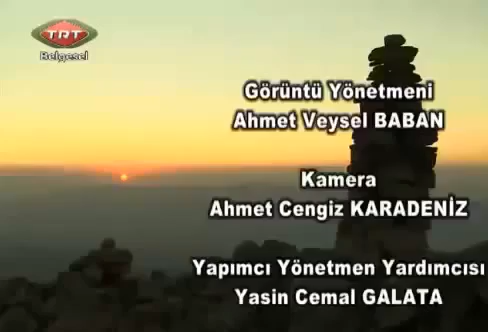 TRT
Belgesel
Görüntü Yönetmeni
Ahmet Veysel BABAN
Kamera
Ahmet Cengiz KARADENİZ
Yapımcı Yönetmen Yardımcısı
Yasin Cemal GALATA